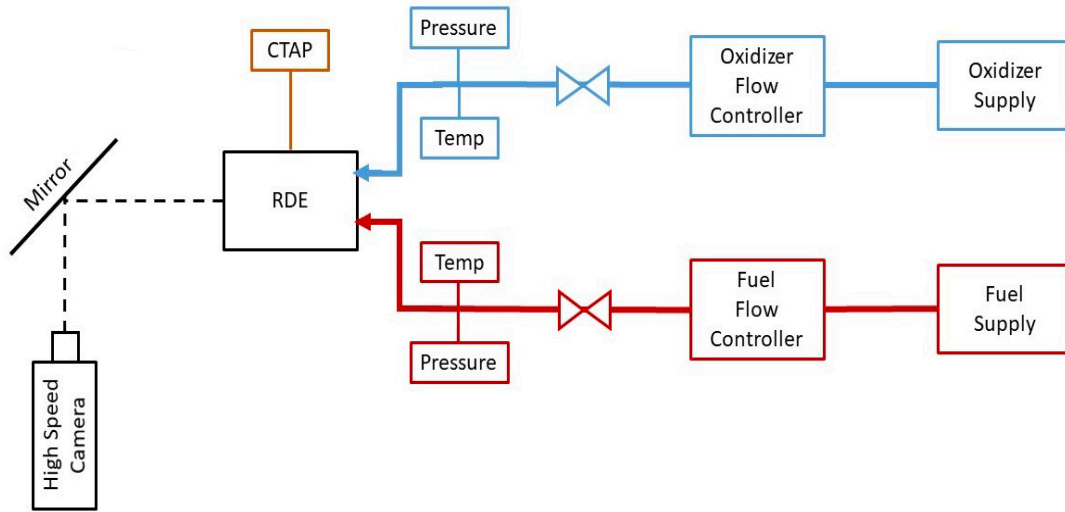 Pressure
CTAP
Oxidizer
Flow
Controller
Oxidizer
Supply
Temp
Mirror
RDE
Temp
Fuel
Flow
Controller
Fuel
Supply
Pressure
High Speed
Camera